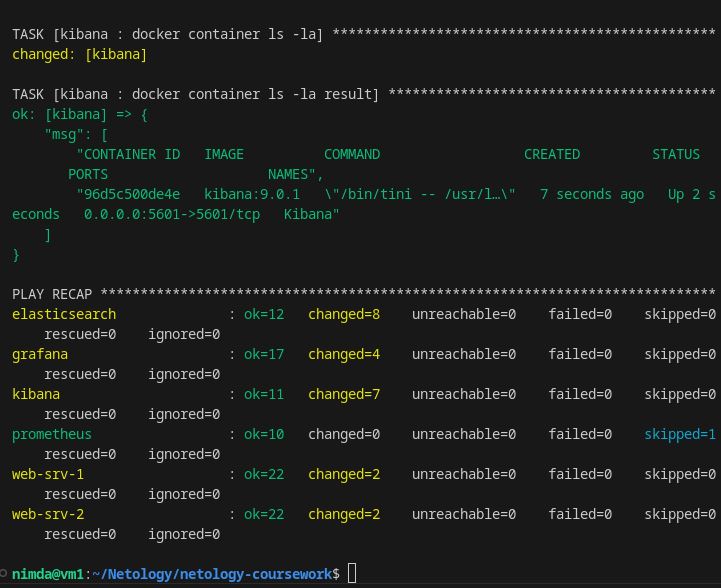 TASK [kibana : docker container ls -la] ************************************************
changed: [kibana]
TASK [kibana : docker container ls -la result] *****************************************
ok: [kibana] => {
    "msg": [
        "CONTAINER ID   IMAGE          COMMAND                  CREATED         STATUS
       PORTS                    NAMES",
        "96d5c500de4e   kibana:9.0.1   \"/bin/tini -- /usr/l…\"   7 seconds ago   Up 2 s
econds   0.0.0.0:5601->5601/tcp   Kibana"
    ]
}
PLAY RECAP *****************************************************************************
elasticsearch              : ok=12   changed=8    unreachable=0    failed=0    skipped=0
    rescued=0    ignored=0
grafana                    : ok=17   changed=4    unreachable=0    failed=0    skipped=0
    rescued=0    ignored=0
kibana                     : ok=11   changed=7    unreachable=0    failed=0    skipped=0
    rescued=0    ignored=0
prometheus                 : ok=10   changed=0    unreachable=0    failed=0    skipped=1
    rescued=0    ignored=0
web-srv-1                  : ok=22   changed=2    unreachable=0    failed=0    skipped=0
    rescued=0    ignored=0
web-srv-2                  : ok=22   changed=2    unreachable=0    failed=0    skipped=0
    rescued=0    ignored=0
nimda@vm1:~/Netology/netology-coursework$